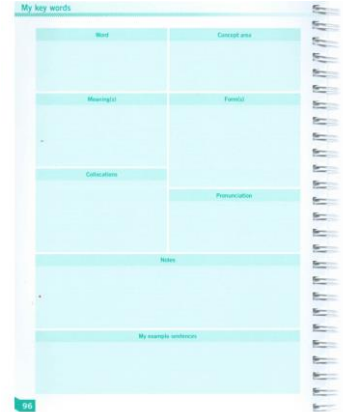 My key words
Word
Concept area
Meaning(s)
Form(s)
Collocations
Pronunciation
Notes
My example sentences
96